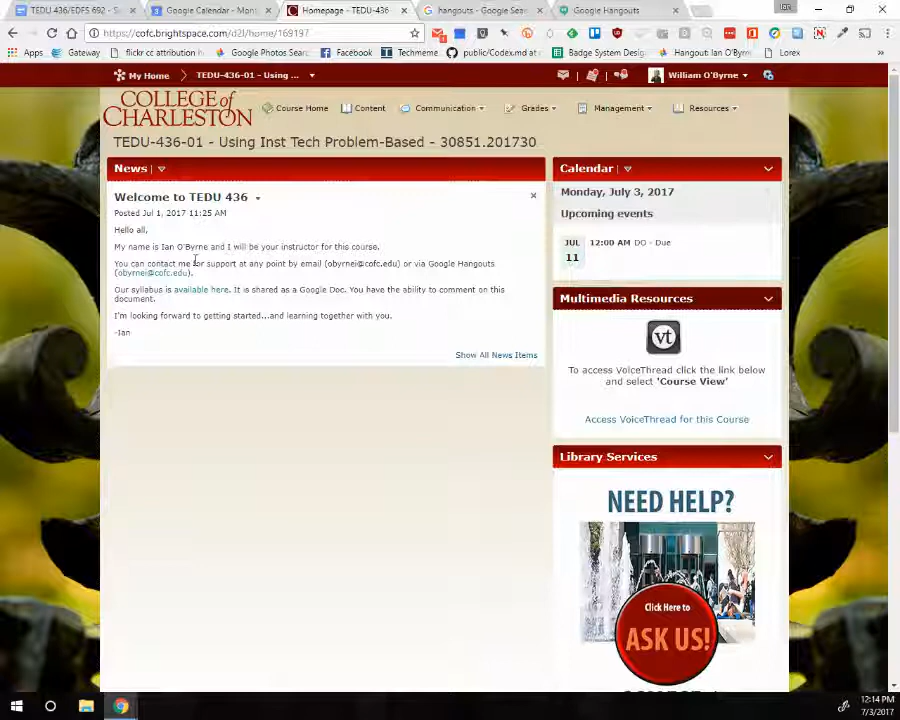 TEDU 436/EDFS 692 - S
Google Calendar - Mont
Homepage - TEDU-436
hangouts - Google Sea
Google Hangouts
https://cofc.brightspace.com/d2l/home/169197
Apps
Gateway
flickr cc attribution
Google Photos Sear
Facebook
Techmeme
public/Codex.md at
Badge System Design
Hangout: Ian O'Byrn
Lorex
My Home
TEDU-436-01 - Using ...
William O'Byrne
COLLEGE of
CHARLESTON
Course Home
Content
Communication
Grades
Management
Resources
TEDU-436-01 - Using Inst Tech Problem-Based - 30851.201730
News
Welcome to TEDU 436
Posted Jul 1, 2017 11:25 AM
Hello all,
My name is Ian O'Byrne and I will be your instructor for this course.
You can contact me for support at any point by email (obyrnei@cofc.edu) or via Google Hangouts
(obyrnei@cofc.edu).
Our syllabus is available here. It is shared as a Google Doc. You have the ability to comment on this
document.
I'm looking forward to getting started...and learning together with you.
-Ian
Show All News Items
Calendar
Monday, July 3, 2017
Upcoming events
JUL
11
12:00 AM DO - Due
Multimedia Resources
vt
To access VoiceThread click the link below
and select 'Course View'
Access VoiceThread for this Course
Library Services
NEED HELP?
Click Here to
ASK US!
12:14 PM
7/3/2017